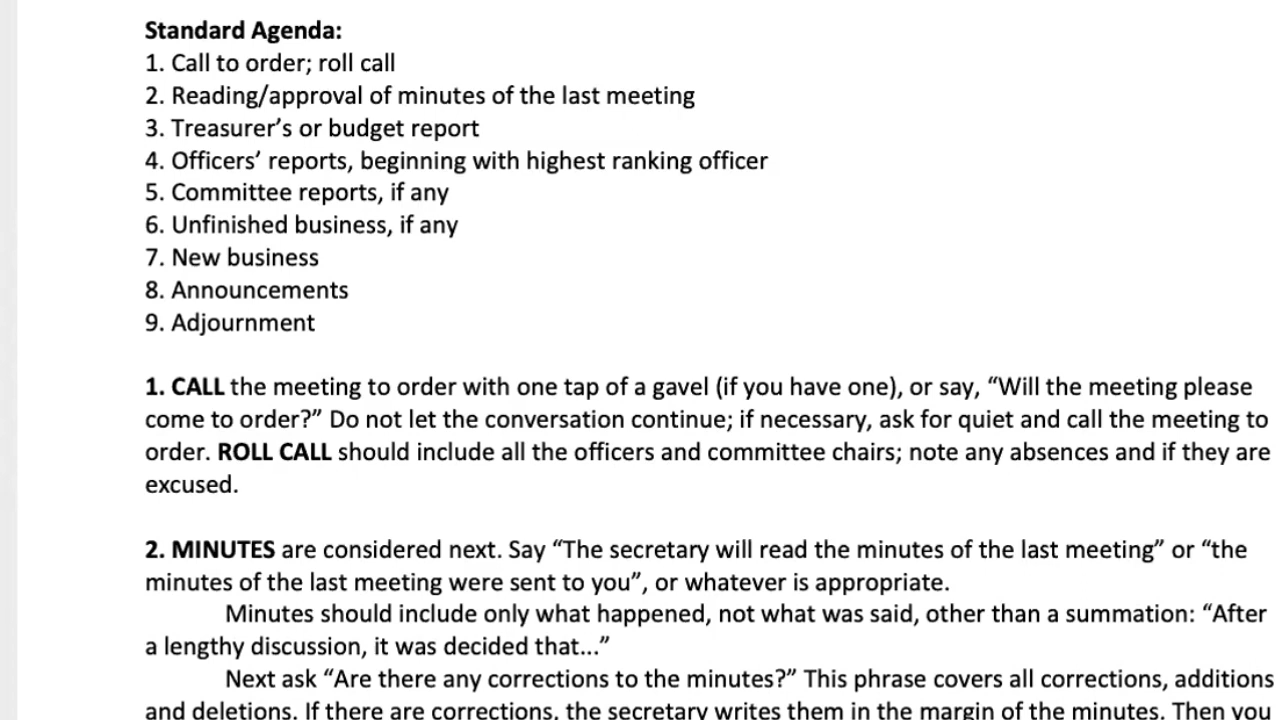 Standard Agenda:
1. Call to order; roll call
2. Reading/approval of minutes of the last meeting
3. Treasurer’s or budget report
4. Officers’ reports, beginning with highest ranking officer
5. Committee reports, if any
6. Unfinished business, if any
7. New business
8. Announcements
9. Adjournment
1. CALL the meeting to order with one tap of a gavel (if you have one), or say, “Will the meeting please
come to order?” Do not let the conversation continue; if necessary, ask for quiet and call the meeting to
order. ROLL CALL should include all the officers and committee chairs; note any absences and if they are
excused.
2. MINUTES are considered next. Say “The secretary will read the minutes of the last meeting” or “the
minutes of the last meeting were sent to you”, or whatever is appropriate.
Minutes should include only what happened, not what was said, other than a summation: “After
a lengthy discussion, it was decided that...”
Next ask “Are there any corrections to the minutes?” This phrase covers all corrections, additions
and deletions. If there are corrections, the secretary writes them in the margin of the minutes. Then you